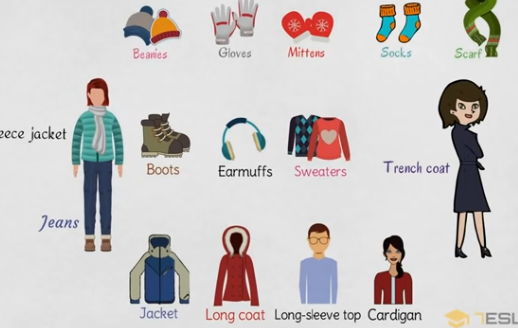 Beanies
Gloves
Mittens
Socks
Scarf
eece jacket
Boots
Earmuffs
Sweaters
Trench coat
Jeans
Jacket
Long coat
Long-sleeve top
Cardigan
7ESL